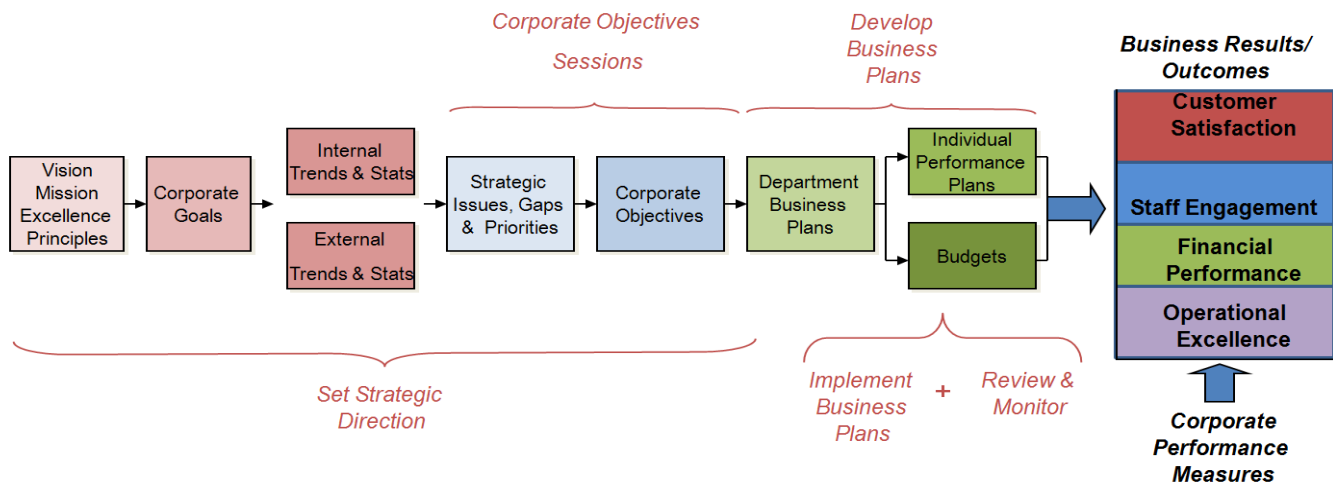 Corporate Objectives
Sessions
Develop
Business
Plans
Business Results/
Outcomes
Vision
Mission
Excellence
Principles
Corporate
Goals
Internal
Trends & Stats
External
Trends & Stats
Strategic
Issues, Gaps
& Priorities
Corporate
Objectives
Department
Business
Plans
Individual
Performance
Plans
Budgets
Customer
Satisfaction
Staff Engagement
Financial
Performance
Operational
Excellence
Set Strategic
Direction
Implement
Business
Plans
+
Review &
Monitor
Corporate
Performance
Measures